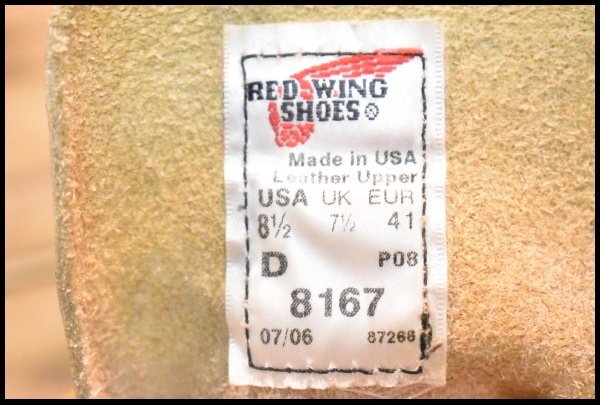 RED WING
SHOES®
Made in USA
Leather Upper
USA UK EUR
8½ 7½ 41
D P08
8167
07/06 87266